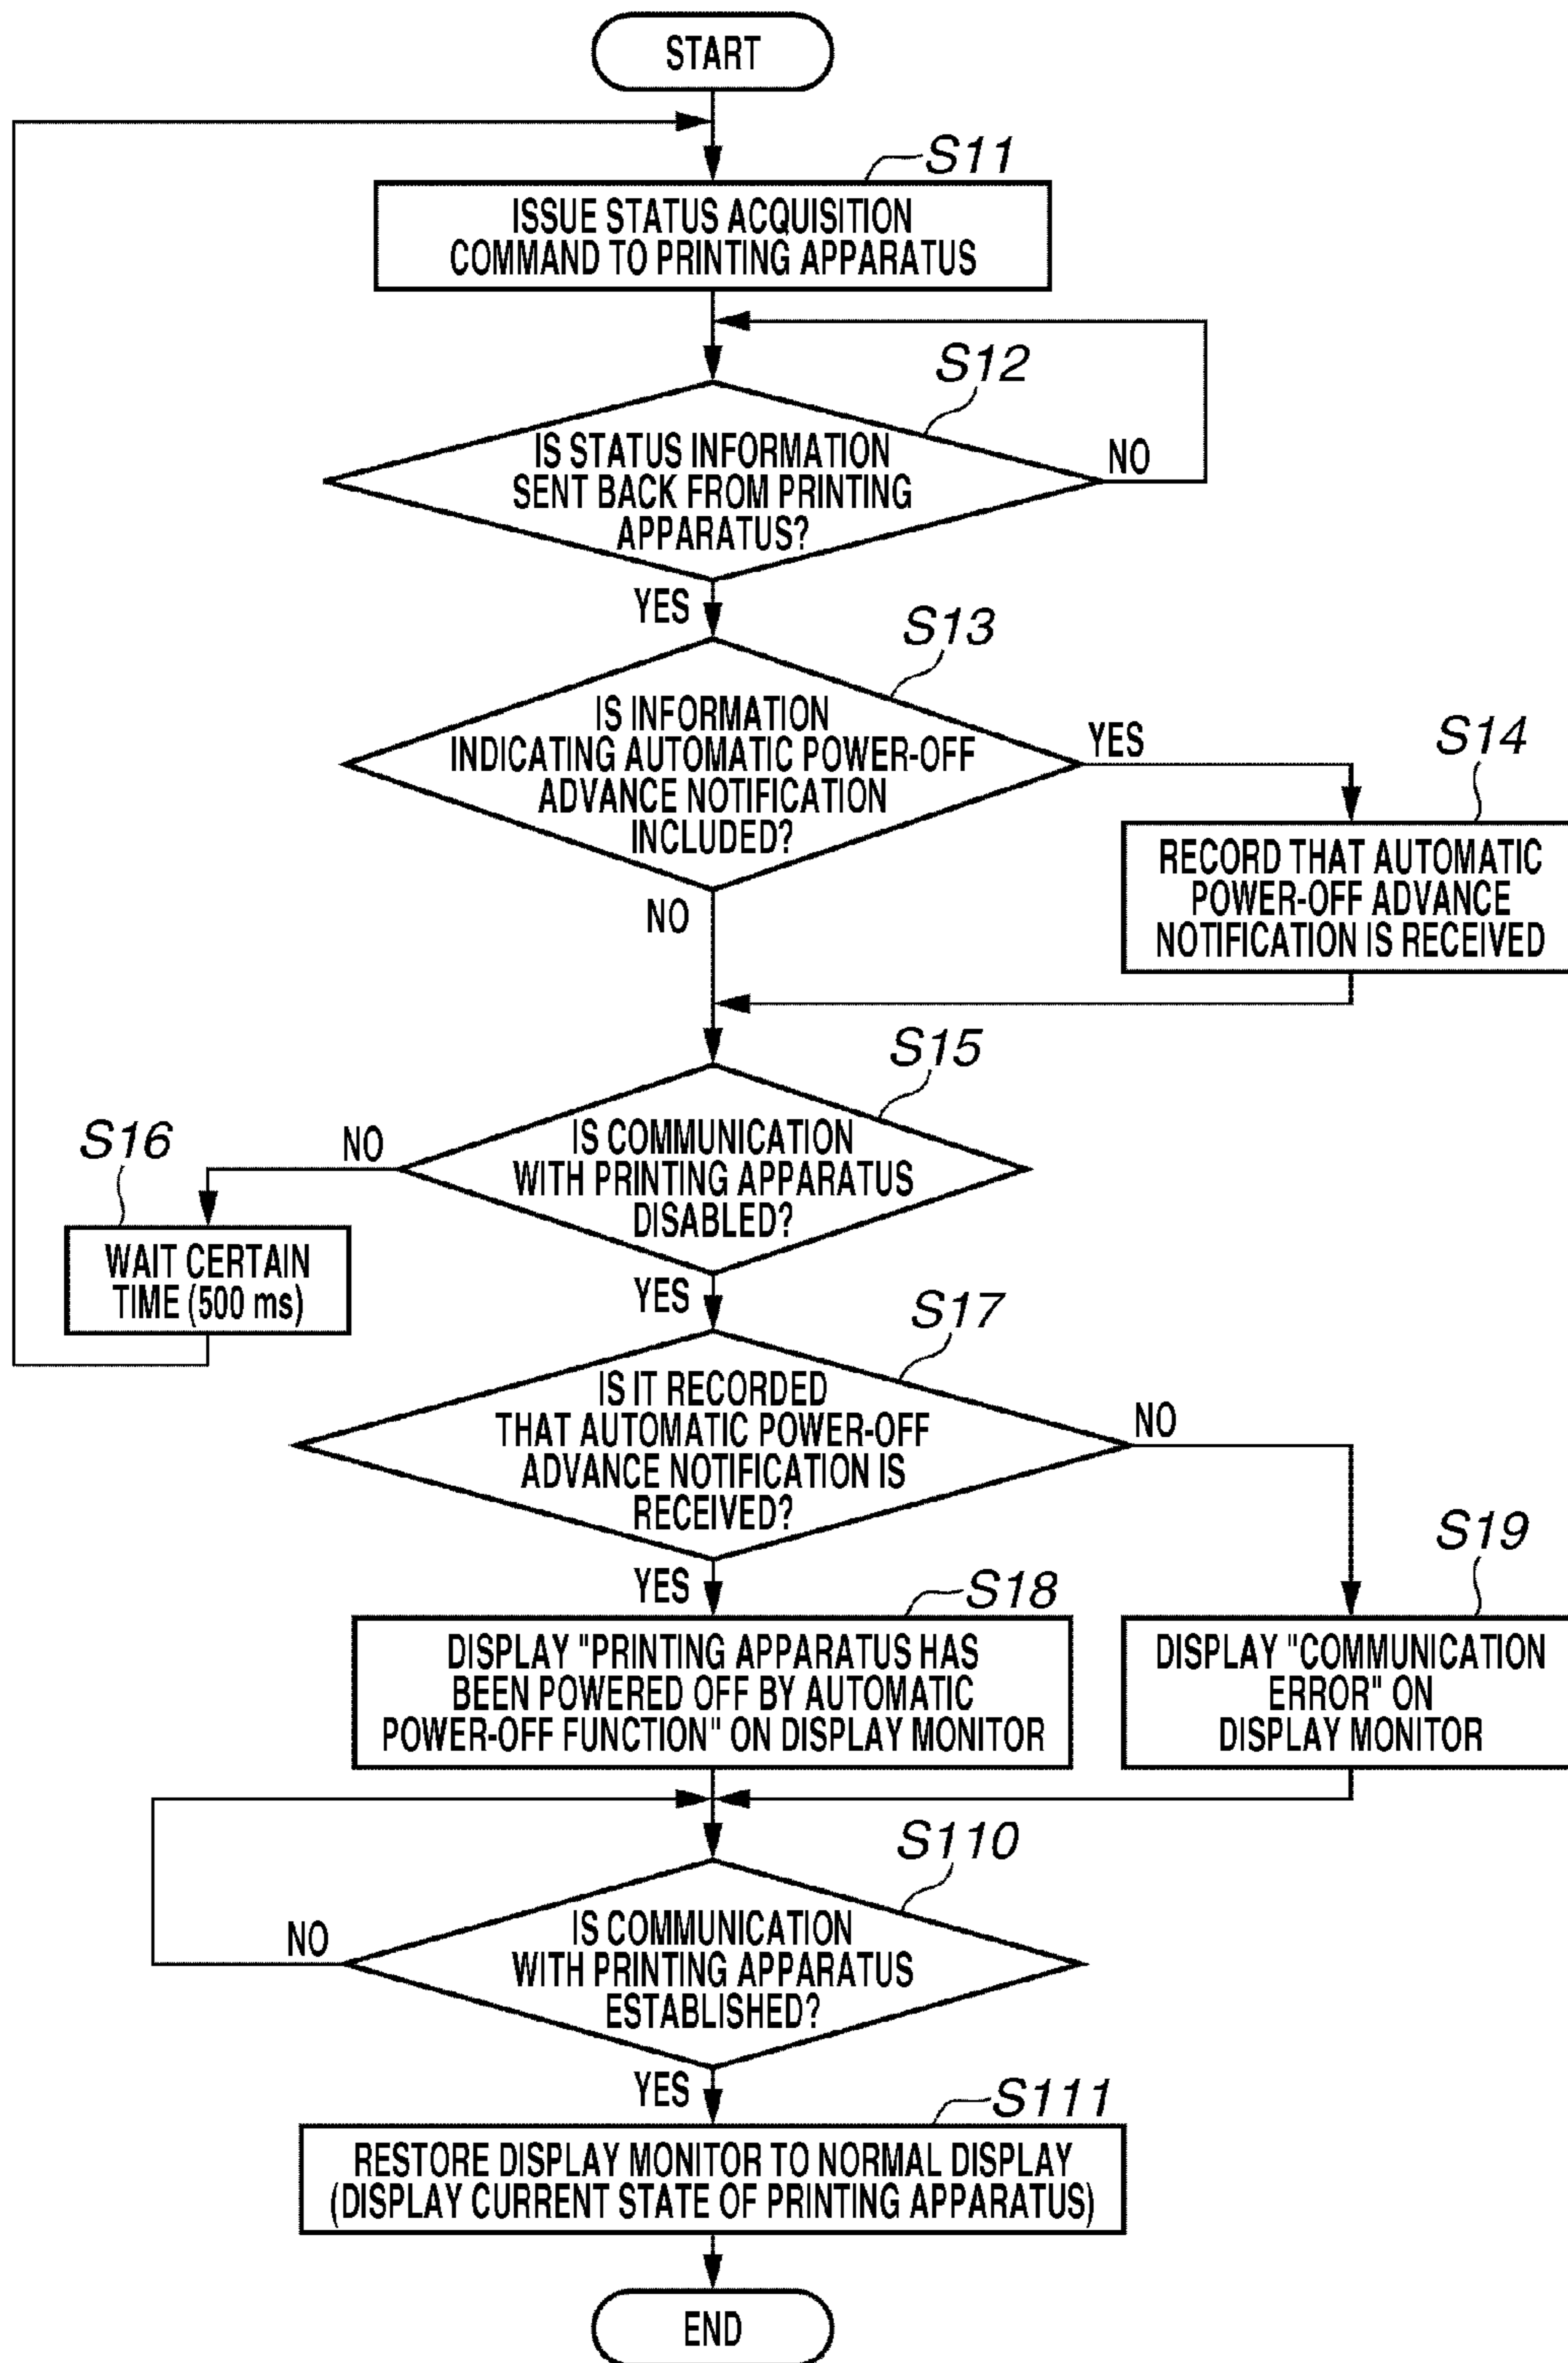 START
S11
ISSUE STATUS ACQUISITION
COMMAND TO PRINTING APPARATUS
S12
IS STATUS INFORMATION
SENT BACK FROM PRINTING
APPARATUS?
NO
YES
S13
IS INFORMATION
INDICATING AUTOMATIC POWER-OFF
ADVANCE NOTIFICATION
INCLUDED?
YES
NO
S14
RECORD THAT AUTOMATIC
POWER-OFF ADVANCE
NOTIFICATION IS RECEIVED
S15
IS COMMUNICATION
WITH PRINTING APPARATUS
DISABLED?
NO
YES
S16
WAIT CERTAIN
TIME (500 ms)
S17
IS IT RECORDED
THAT AUTOMATIC POWER-OFF
ADVANCE NOTIFICATION IS
RECEIVED?
NO
YES
S18
DISPLAY "PRINTING APPARATUS HAS
BEEN POWERED OFF BY AUTOMATIC
POWER-OFF FUNCTION" ON DISPLAY MONITOR
S19
DISPLAY "COMMUNICATION
ERROR" ON
DISPLAY MONITOR
S110
IS COMMUNICATION
WITH PRINTING APPARATUS
ESTABLISHED?
NO
YES
S111
RESTORE DISPLAY MONITOR TO NORMAL DISPLAY
(DISPLAY CURRENT STATE OF PRINTING APPARATUS)
END